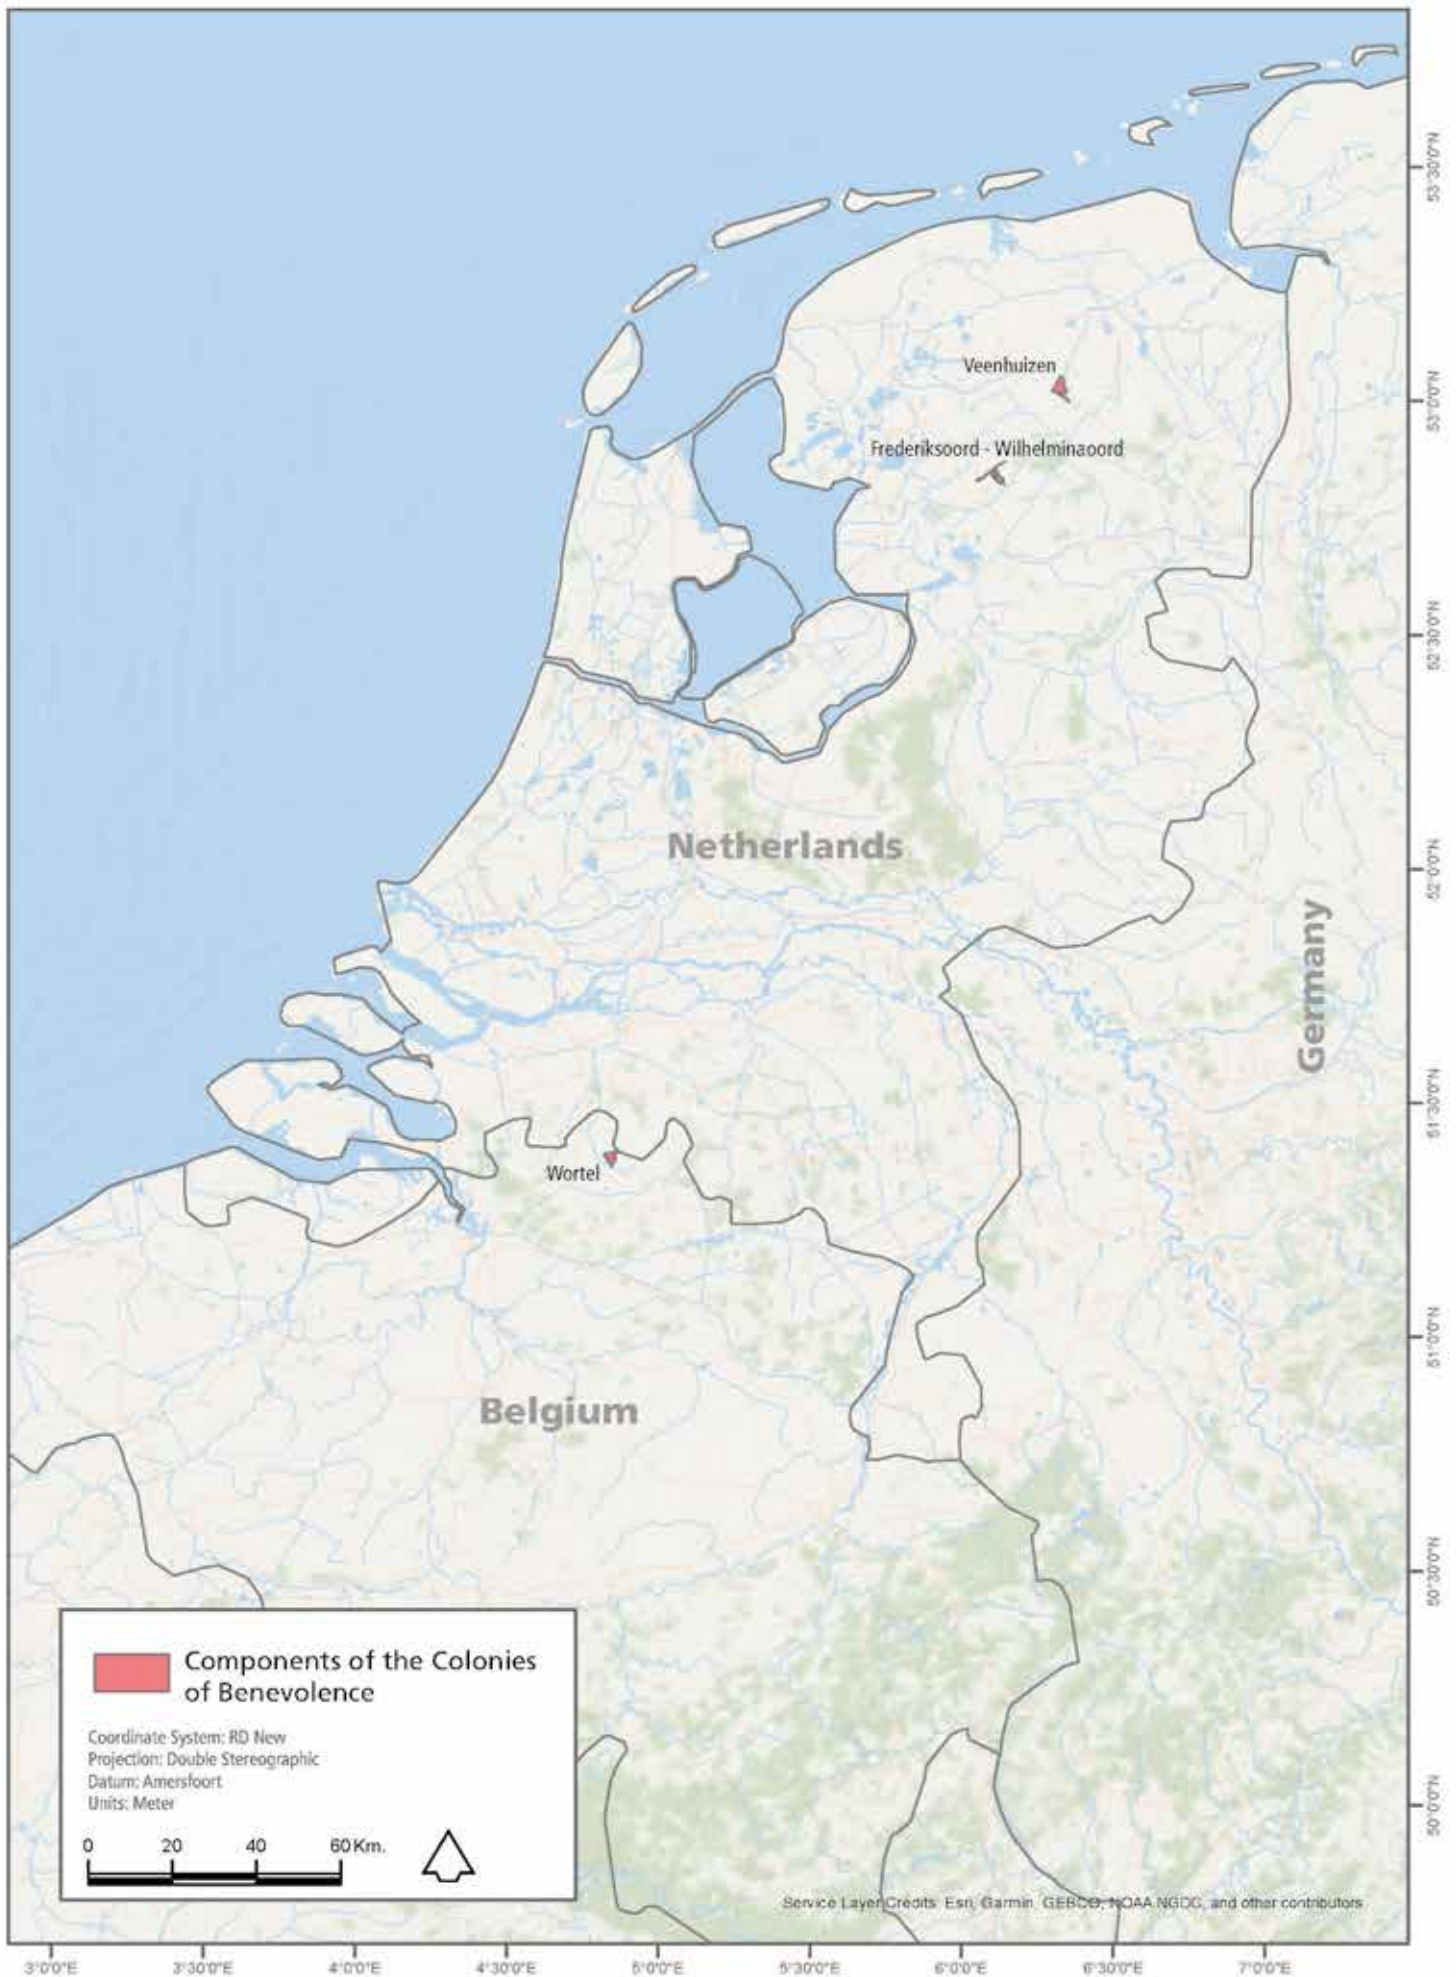 53°30'0"N
Veenhuizen
53°0'0"N
Frederiksoord - Wilhelminaoord
52°30'0"N
Netherlands
52°0'0"N
Germany
51°30'0"N
Wortel
51°0'0"N
Belgium
50°30'0"N
Components of the Colonies
of Benevolence
Coordinate System: RD New
Projection: Double Stereographic
Datum: Amersfoort
Units: Meter
50°0'0"N
0 20 40 60 Km.
Service Layer Credits: Esri, Garmin, GEBCO, NOAA NGDC, and other contributors
3°0'0"E 3°30'0"E 4°0'0"E 4°30'0"E 5°0'0"E 5°30'0"E 6°0'0"E 6°30'0"E 7°0'0"E